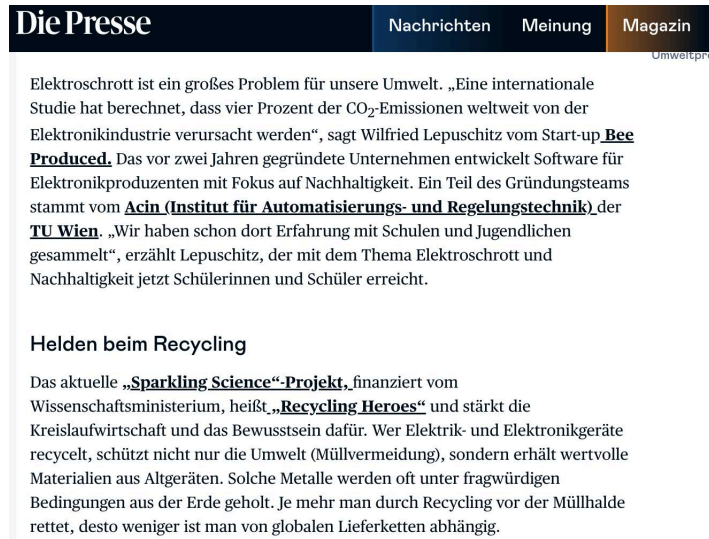 Die Presse
Nachrichten Meinung Magazin
Elektroschrott ist ein großes Problem für unsere Umwelt. „Eine internationale
Studie hat berechnet, dass vier Prozent der CO₂-Emissionen weltweit von der
Elektronikindustrie verursacht werden“, sagt Wilfried Lepuschitz vom Start-up Bee
Produced. Das vor zwei Jahren gegründete Unternehmen entwickelt Software für
Elektronikproduzenten mit Fokus auf Nachhaltigkeit. Ein Teil des Gründungsteams
stammt vom Acin (Institut für Automatisierungs- und Regelungstechnik) der
TU Wien. „Wir haben schon dort Erfahrung mit Schulen und Jugendlichen
gesammelt“, erzählt Lepuschitz, der mit dem Thema Elektroschrott und
Nachhaltigkeit jetzt Schülerinnen und Schüler erreicht.
Helden beim Recycling
Das aktuelle „Sparkling Science“-Projekt, finanziert vom
Wissenschaftsministerium, heißt „Recycling Heroes“ und stärkt die
Kreislaufwirtschaft und das Bewusstsein dafür. Wer Elektrik- und Elektronikgeräte
recycelt, schützt nicht nur die Umwelt (Müllvermeidung), sondern erhält wertvolle
Materialien aus Altgeräten. Solche Metalle werden oft unter fragwürdigen
Bedingungen aus der Erde geholt. Je mehr man durch Recycling vor der Müllhalde
rettet, desto weniger ist man von globalen Lieferketten abhängig.